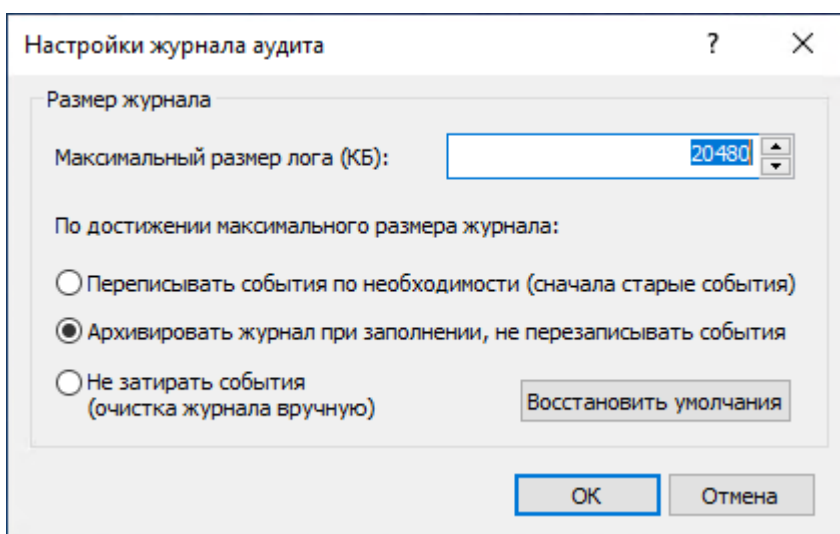 Настройки журнала аудита ?
Размер журнала
Максимальный размер лога (КБ): 20480
По достижении максимального размера журнала:
Переписывать события по необходимости (сначала старые события)
Архивировать журнал при заполнении, не перезаписывать события
Не затирать события
(очистка журнала вручную)
Восстановить умолчания
ОК Отмена